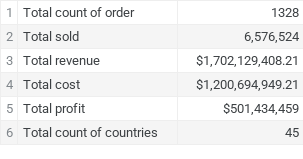 1 Total count of order 1328
2 Total sold 6,576,524
3 Total revenue $1,702,129,408.21
4 Total cost $1,200,694,949.21
5 Total profit $501,434,459
6 Total count of countries 45